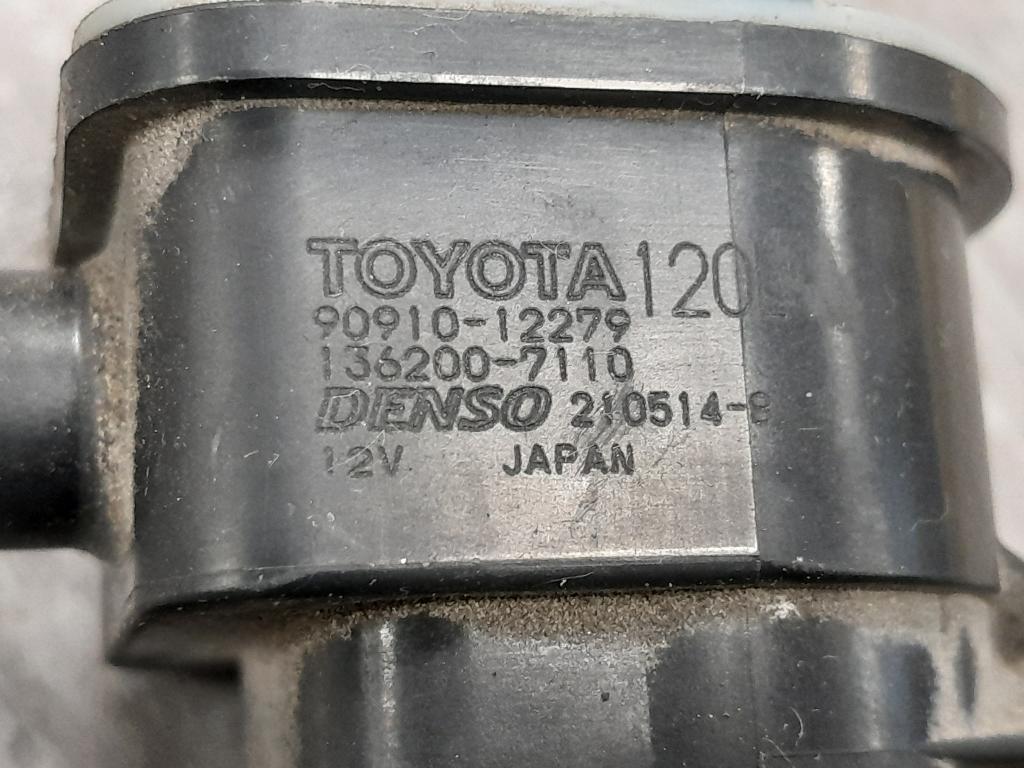 TOYOTA 120
90910-12279
136200-7110
DENSO 210514-
12V JAPAN